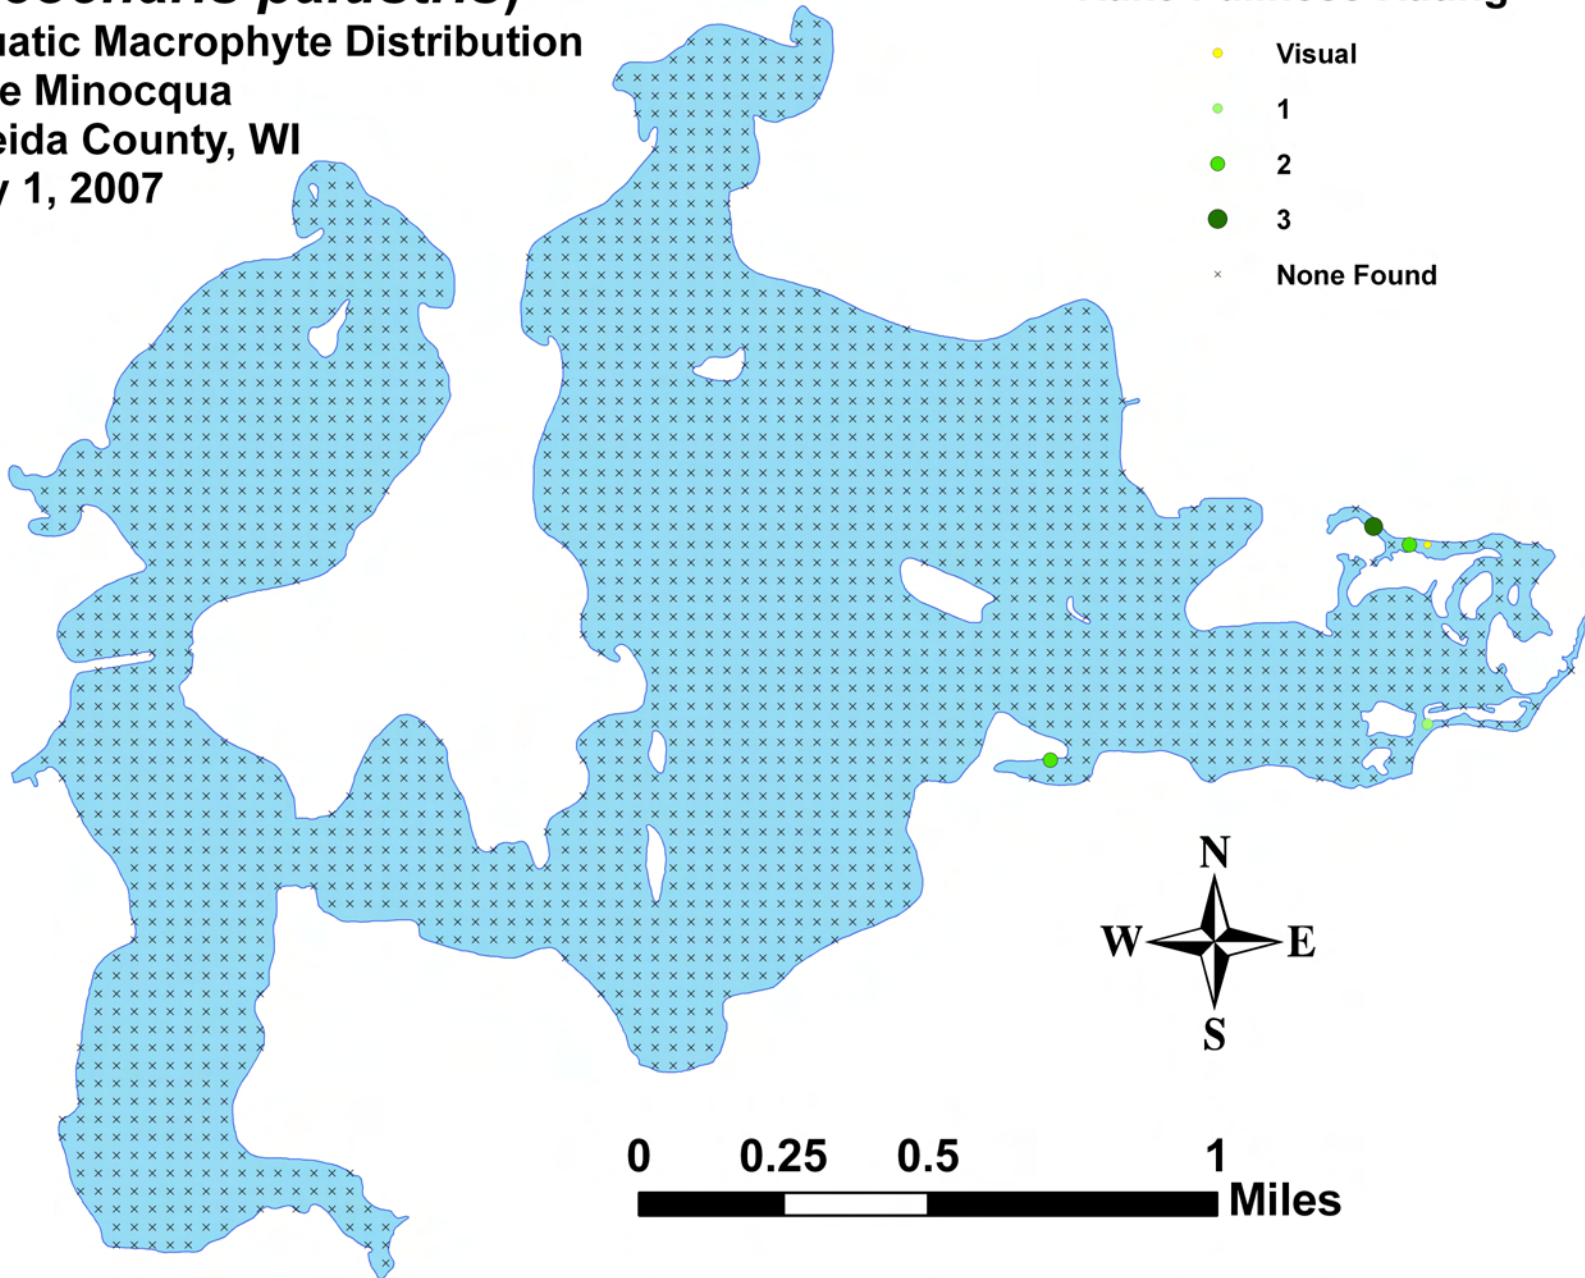 palustris)
uatic Macrophyte Distribution
e Minocqua
eida County, WI
y 1, 2007
Visual
1
2
3
None Found
N
W E
S
0 0.25 0.5 1
Miles